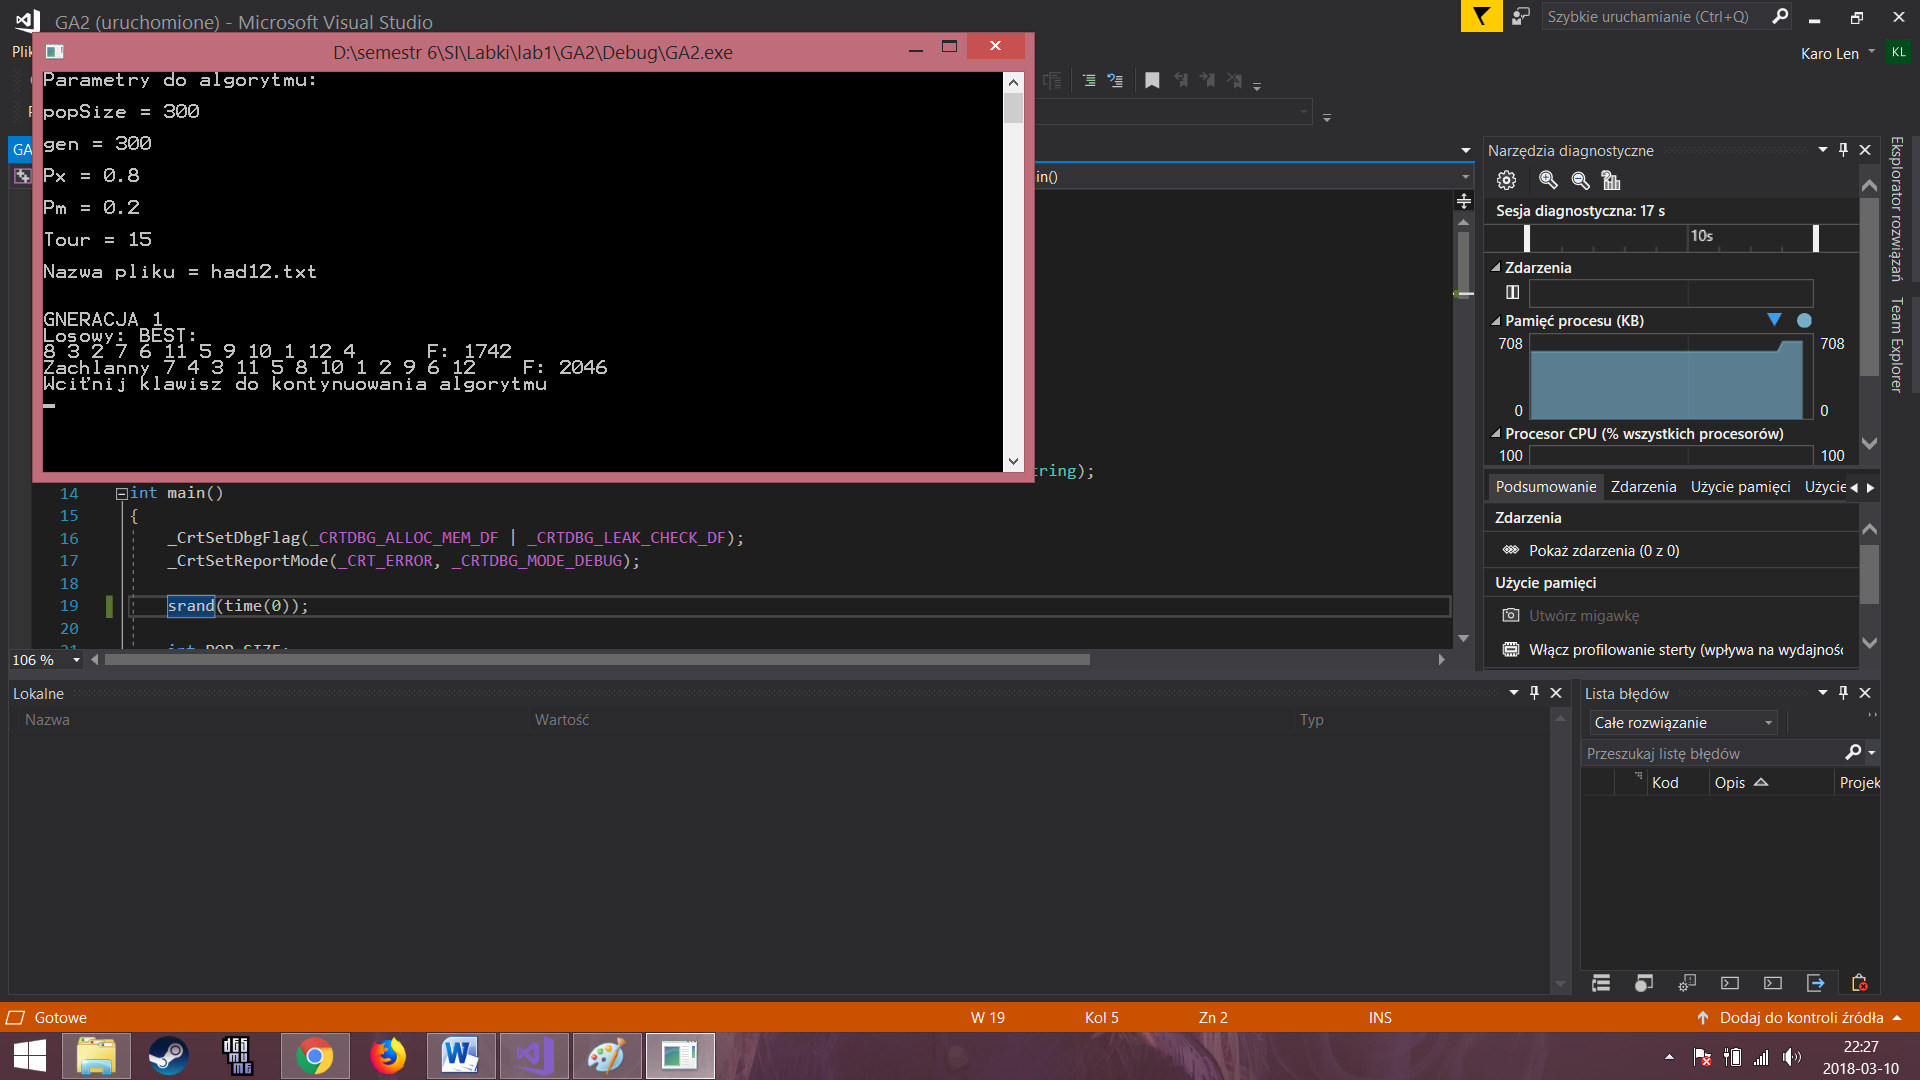 GA2 (uruchomione) - Microsoft Visual Studio
Szybkie uruchamianie (Ctrl+Q)
Karo Len
KL
D:\semestr 6\SI\Labki\lab1\GA2\Debug\GA2.exe
Parametry do algorytmu:
popSize = 300
gen = 300
Px = 0.8
Pm = 0.2
Tour = 15
Nazwa pliku = had12.txt
GNERACJA 1
Losowy: BEST:
8 3 2 7 6 11 5 9 10 1 12 4 F: 1742
Zachlanny 7 4 3 11 5 8 10 1 2 9 6 12 F: 2046
Wciťnij klawisz do kontynuowania algorytmu
in()
tring);
14 int main()
15 {
16 _CrtSetDbgFlag(_CRTDBG_ALLOC_MEM_DF | _CRTDBG_LEAK_CHECK_DF);
17 _CrtSetReportMode(_CRT_ERROR, _CRTDBG_MODE_DEBUG);
18
19 srand(time(0));
20
21 int POP_SIZE;
106 %
Narzędzia diagnostyczne
Sesja diagnostyczna: 17 s
10s
Zdarzenia
Pamięć procesu (KB)
708 708
0 0
Procesor CPU (% wszystkich procesorów)
100 100
Podsumowanie Zdarzenia Użycie pamięci Użycie
Zdarzenia
Pokaż zdarzenia (0 z 0)
Użycie pamięci
Utwórz migawkę
Włącz profilowanie sterty (wpływa na wydajnoś
Eksplorator rozwiązań
Team Explorer
Lokalne
Nazwa Wartość Typ
Lista błędów
Całe rozwiązanie
Przeszukaj listę błędów
Kod Opis Projek
Gotowe W 19 Kol 5 Zn 2 INS Dodaj do kontroli źródła
22:27
2018-03-10